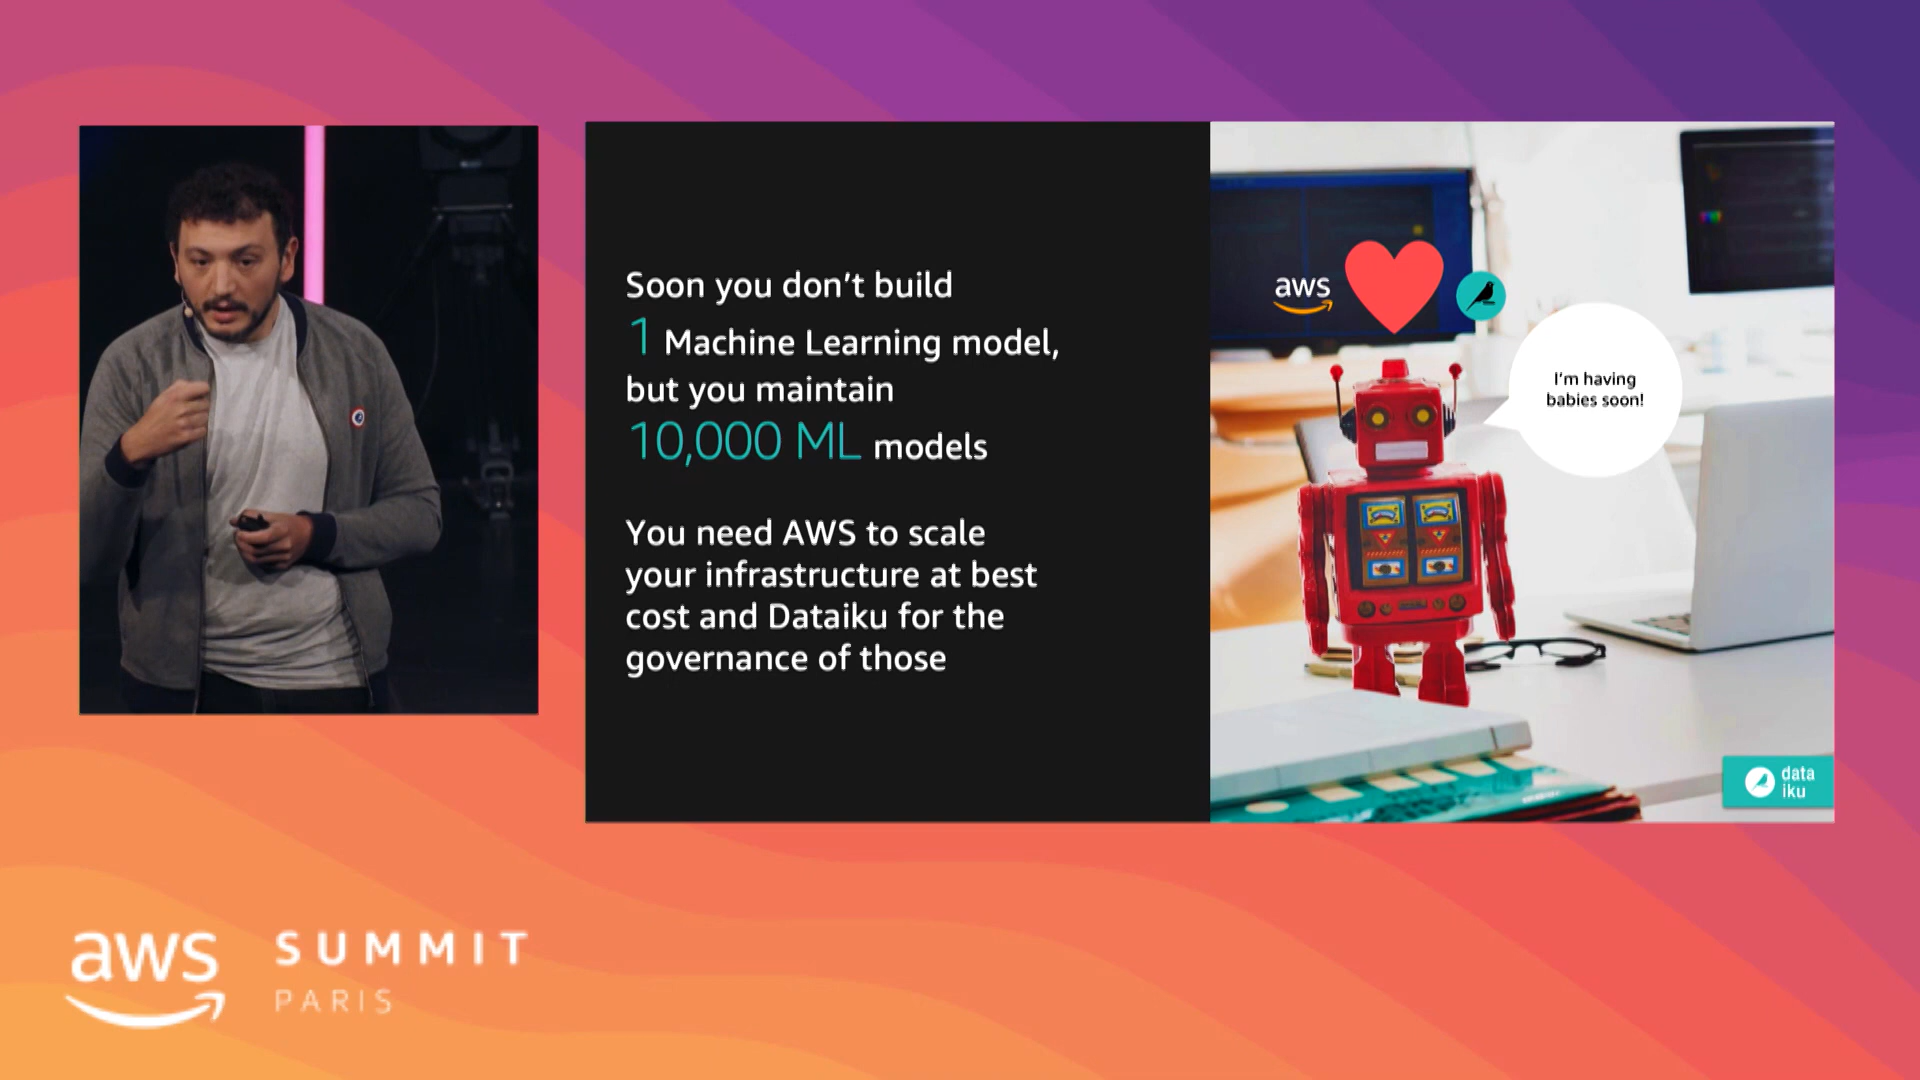 Soon you don't build
1 Machine Learning model,
but you maintain
10,000 ML models
You need AWS to scale
your infrastructure at best
cost and Dataiku for the
governance of those
aws
I'm having
babies soon!
data
iku
aws
SUMMIT
PARIS